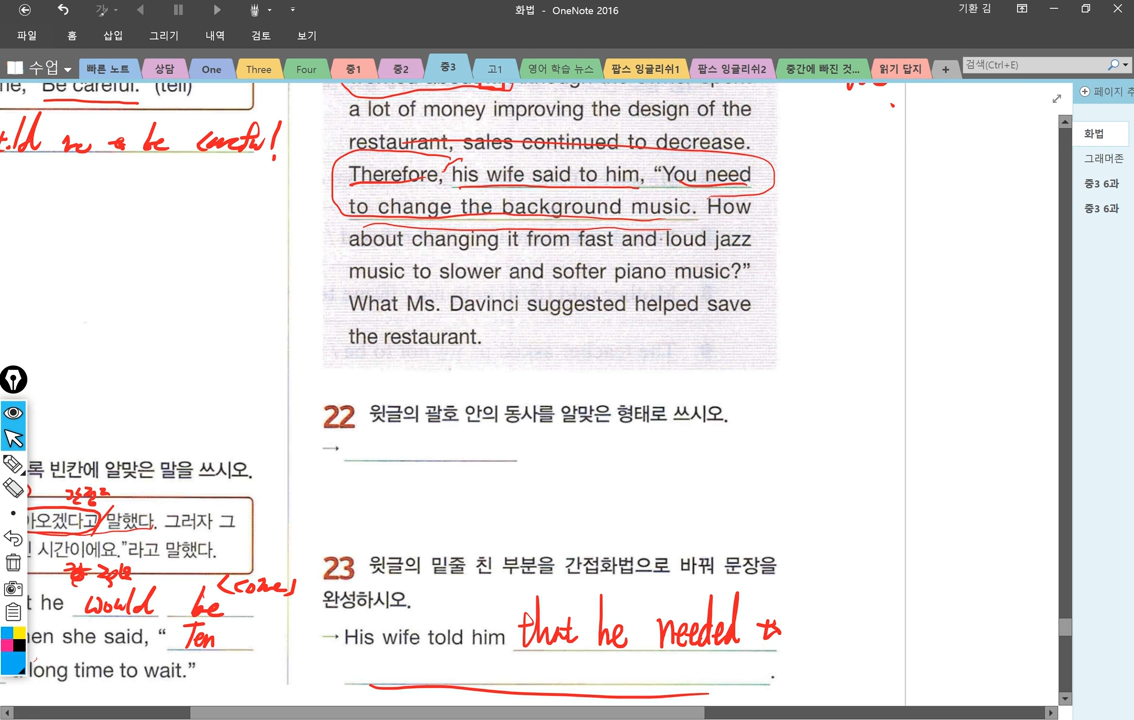 화법 - OneNote 2016
기환 김
파일 홈 삽입 그리기 내역 검토 보기
수업 빠른 노트 상담 One Three Four 중1 중2 중3 고1 영어 학습 뉴스 팝스 잉글리쉬1 팝스 잉글리쉬2 중간에 빠진 것... 읽기 답지 + 검색(Ctrl+E)
페이지 추
화법
그래머존
중3 6과
중3 6과
me, "Be careful." (tell)
told me to be careful!
a lot of money improving the design of the
restaurant, sales continued to decrease.
Therefore, his wife said to him, "You need
to change the background music. How
about changing it from fast and loud jazz
music to slower and softer piano music?"
What Ms. Davinci suggested helped save
the restaurant.
22 윗글의 괄호 안의 동사를 알맞은 형태로 쓰시오.
→
록 빈칸에 알맞은 말을 쓰시오.
아오겠다고 말했다. 그러자 그
시간이에요."라고 말했다.
t he would be (come)
hen she said, " Ten
long time to wait."
23 윗글의 밑줄 친 부분을 간접화법으로 바꿔 문장을
완성하시오.
→ His wife told him that he needed to